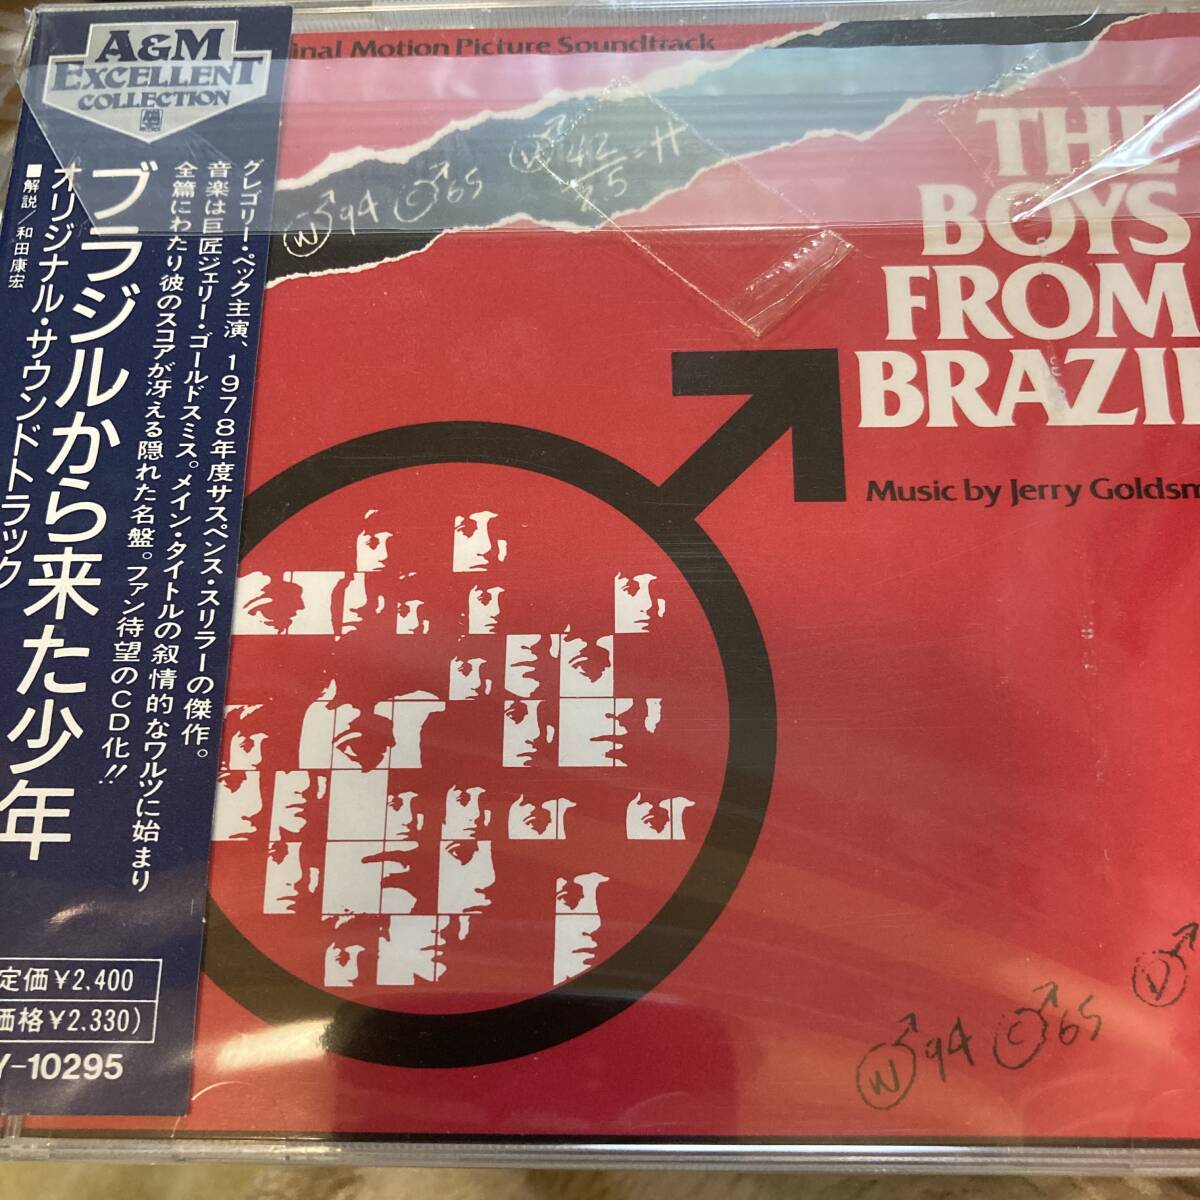 A&M
EXCELLENT
COLLECTION
グレゴリー・ペック主演、1978年度サスペンス・スリラーの傑作。
音楽は巨匠ジェリー・ゴールドスミス。メイン・タイトルの叙情的なワルツに始まり
全篇にわたり彼のスコアが冴える隠れた名盤。ファン待望のCD化!!
ブラジルから来た少年
オリジナル・サウンドトラック
■解説/和田康宏
定価¥2,400
価格¥2,330)
Y-10295
inal Motion Picture Soundtrack
THE
BOYS
FROM
BRAZIL
Music by Jerry Goldsm
W 94 C 65
42
2.5
=H
W 94 C 65